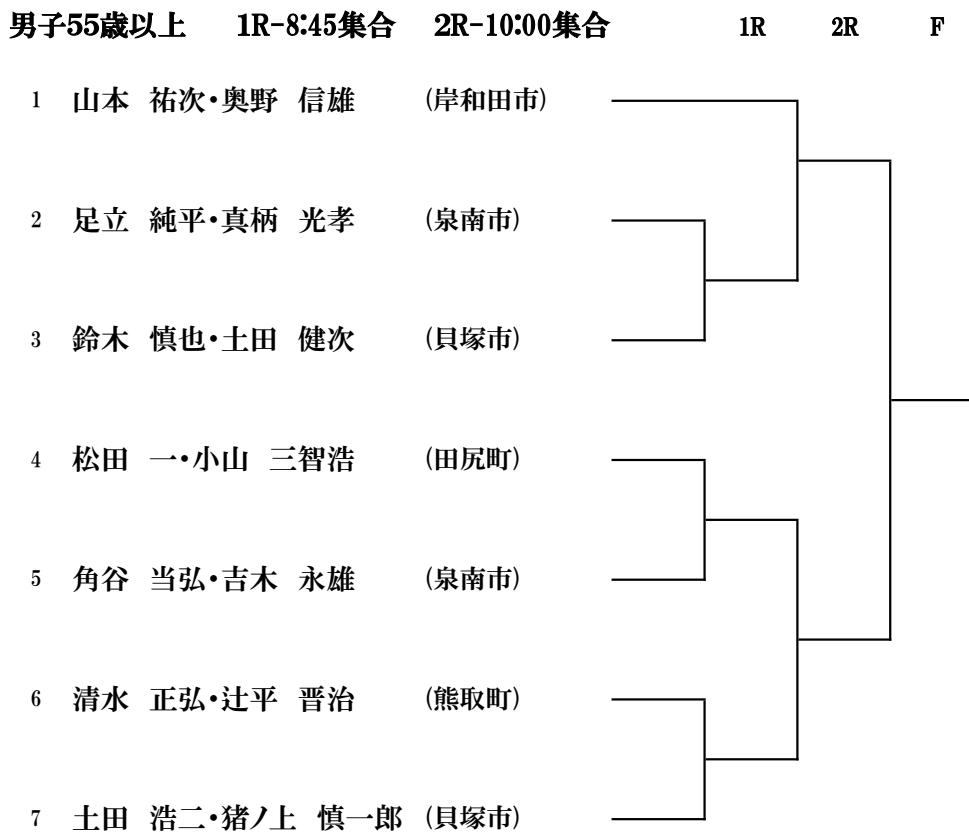 男子55歳以上 1R-8:45集合 2R-10:00集合 1R 2R F
1 山本 祐次・奥野 信雄 (岸和田市)
2 足立 純平・真柄 光孝 (泉南市)
3 鈴木 慎也・土田 健次 (貝塚市)
4 松田 一・小山 三智浩 (田尻町)
5 角谷 当弘・吉木 永雄 (泉南市)
6 清水 正弘・辻平 晋治 (熊取町)
7 土田 浩二・猪ノ上 慎一郎 (貝塚市)